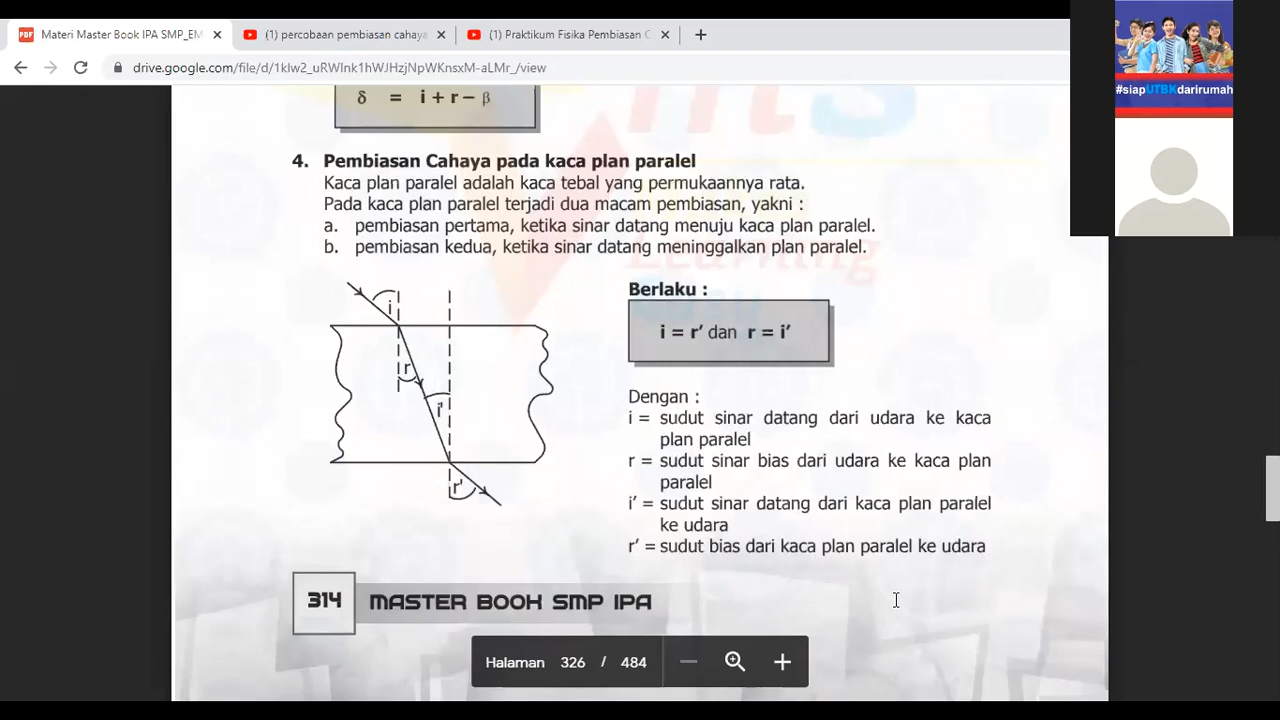 Materi Master Book IPA SMP_EM
(1) percobaan pembiasan cahaya
(1) Praktikum Fisika Pembiasan C
drive.google.com/file/d/1klw2_uRWlnk1hWJHzjNpWKnsxM-aLMr_/view
#siapUTBKdarirumah
δ = i + r − β
4. Pembiasan Cahaya pada kaca plan paralel
Kaca plan paralel adalah kaca tebal yang permukaannya rata.
Pada kaca plan paralel terjadi dua macam pembiasan, yakni :
a. pembiasan pertama, ketika sinar datang menuju kaca plan paralel.
b. pembiasan kedua, ketika sinar datang meninggalkan plan paralel.
i
r
i'
r'
Berlaku :
i = r' dan r = i'
Dengan :
i = sudut sinar datang dari udara ke kaca
plan paralel
r = sudut sinar bias dari udara ke kaca plan
paralel
i' = sudut sinar datang dari kaca plan paralel
ke udara
r' = sudut bias dari kaca plan paralel ke udara
314 MASTER BOOK SMP IPA
Halaman 326 / 484